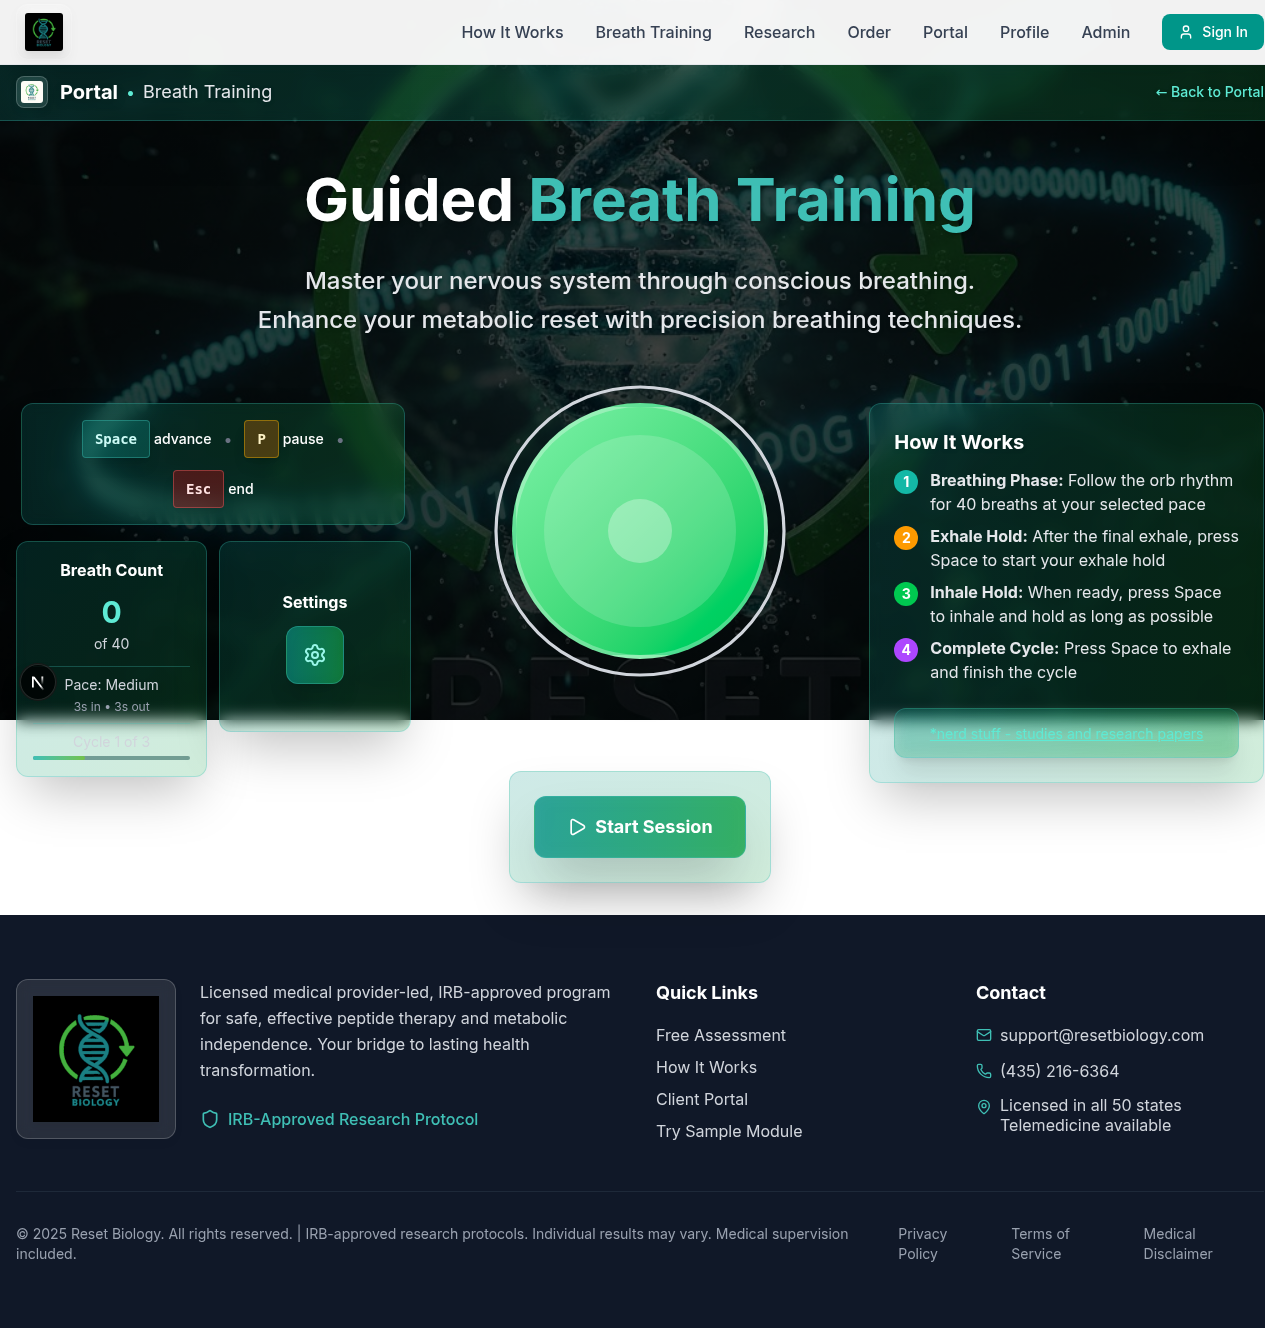 How It Works
Breath Training
Research
Order
Portal
Profile
Admin
Sign In
Portal • Breath Training
← Back to Portal
Guided Breath Training
Master your nervous system through conscious breathing.
Enhance your metabolic reset with precision breathing techniques.
Space advance • P pause •
Esc end
Breath Count
0
of 40
Pace: Medium
3s in • 3s out
Cycle 1 of 3
Settings
How It Works
1 Breathing Phase: Follow the orb rhythm
for 40 breaths at your selected pace
2 Exhale Hold: After the final exhale, press
Space to start your exhale hold
3 Inhale Hold: When ready, press Space
to inhale and hold as long as possible
4 Complete Cycle: Press Space to exhale
and finish the cycle
*nerd stuff - studies and research papers
RESET
Start Session
RESET
BIOLOGY
Licensed medical provider-led, IRB-approved program
for safe, effective peptide therapy and metabolic
independence. Your bridge to lasting health
transformation.
IRB-Approved Research Protocol
Quick Links
Free Assessment
How It Works
Client Portal
Try Sample Module
Contact
support@resetbiology.com
(435) 216-6364
Licensed in all 50 states
Telemedicine available
© 2025 Reset Biology. All rights reserved. | IRB-approved research protocols. Individual results may vary. Medical supervision
included.
Privacy
Policy
Terms of
Service
Medical
Disclaimer